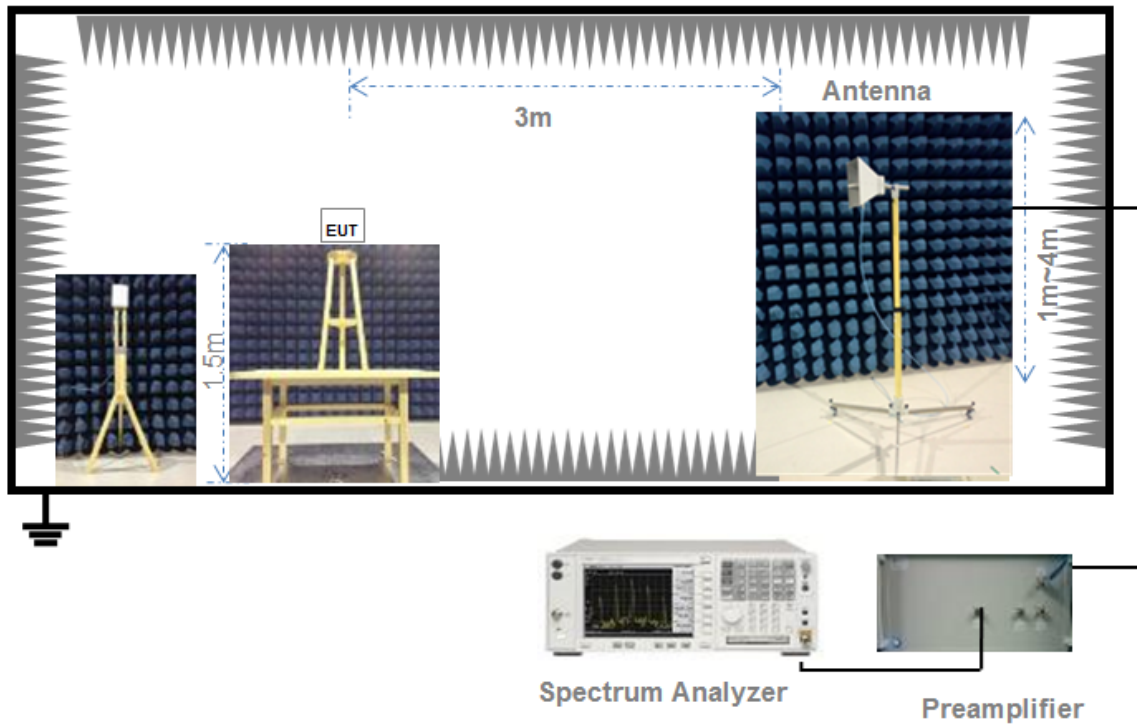 Antenna
3m
EUT
1.5m
1m~4m
Spectrum Analyzer
Preamplifier